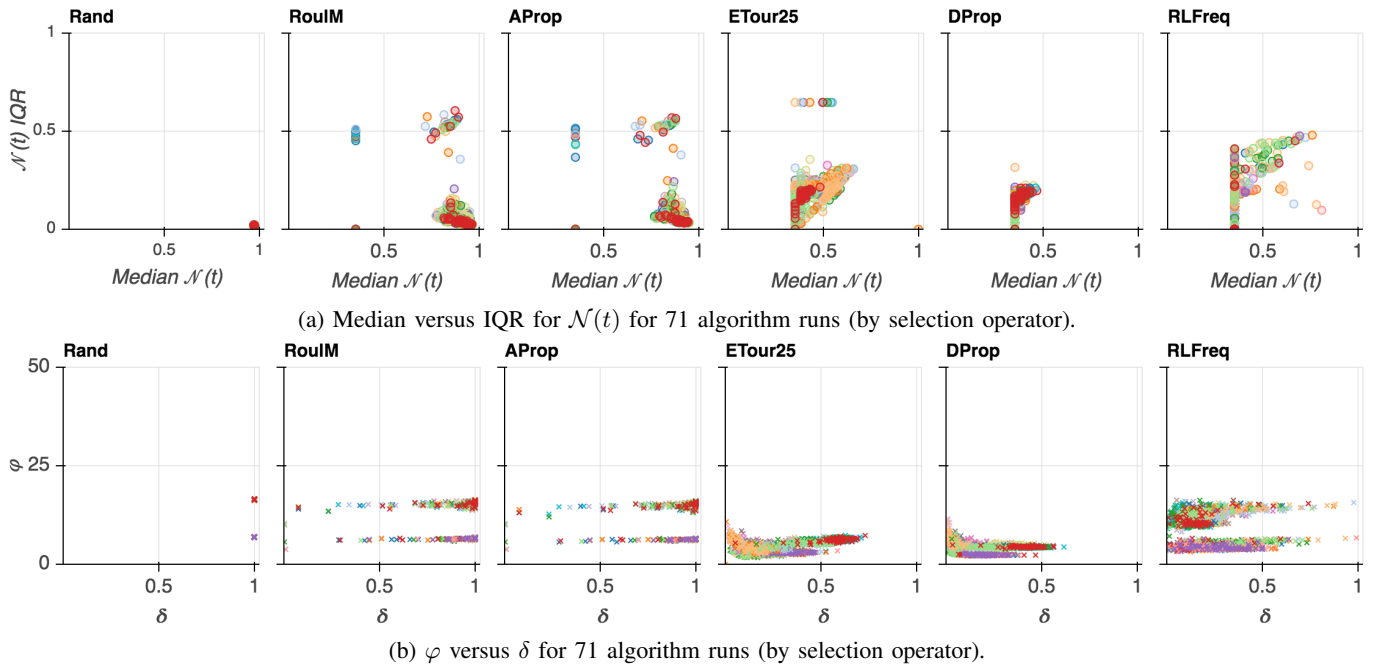 Rand RoulM AProp ETour25 DProp RLFreq
1
0.5
0
𝒩(t) IQR
0.5 1 0.5 1 0.5 1 0.5 1 0.5 1 0.5 1
Median 𝒩(t) Median 𝒩(t) Median 𝒩(t) Median 𝒩(t) Median 𝒩(t) Median 𝒩(t)
(a) Median versus IQR for 𝒩(t) for 71 algorithm runs (by selection operator).
Rand RoulM AProp ETour25 DProp RLFreq
50
25
0
φ
0.5 1 0.5 1 0.5 1 0.5 1 0.5 1 0.5 1
δ δ δ δ δ δ
(b) φ versus δ for 71 algorithm runs (by selection operator).